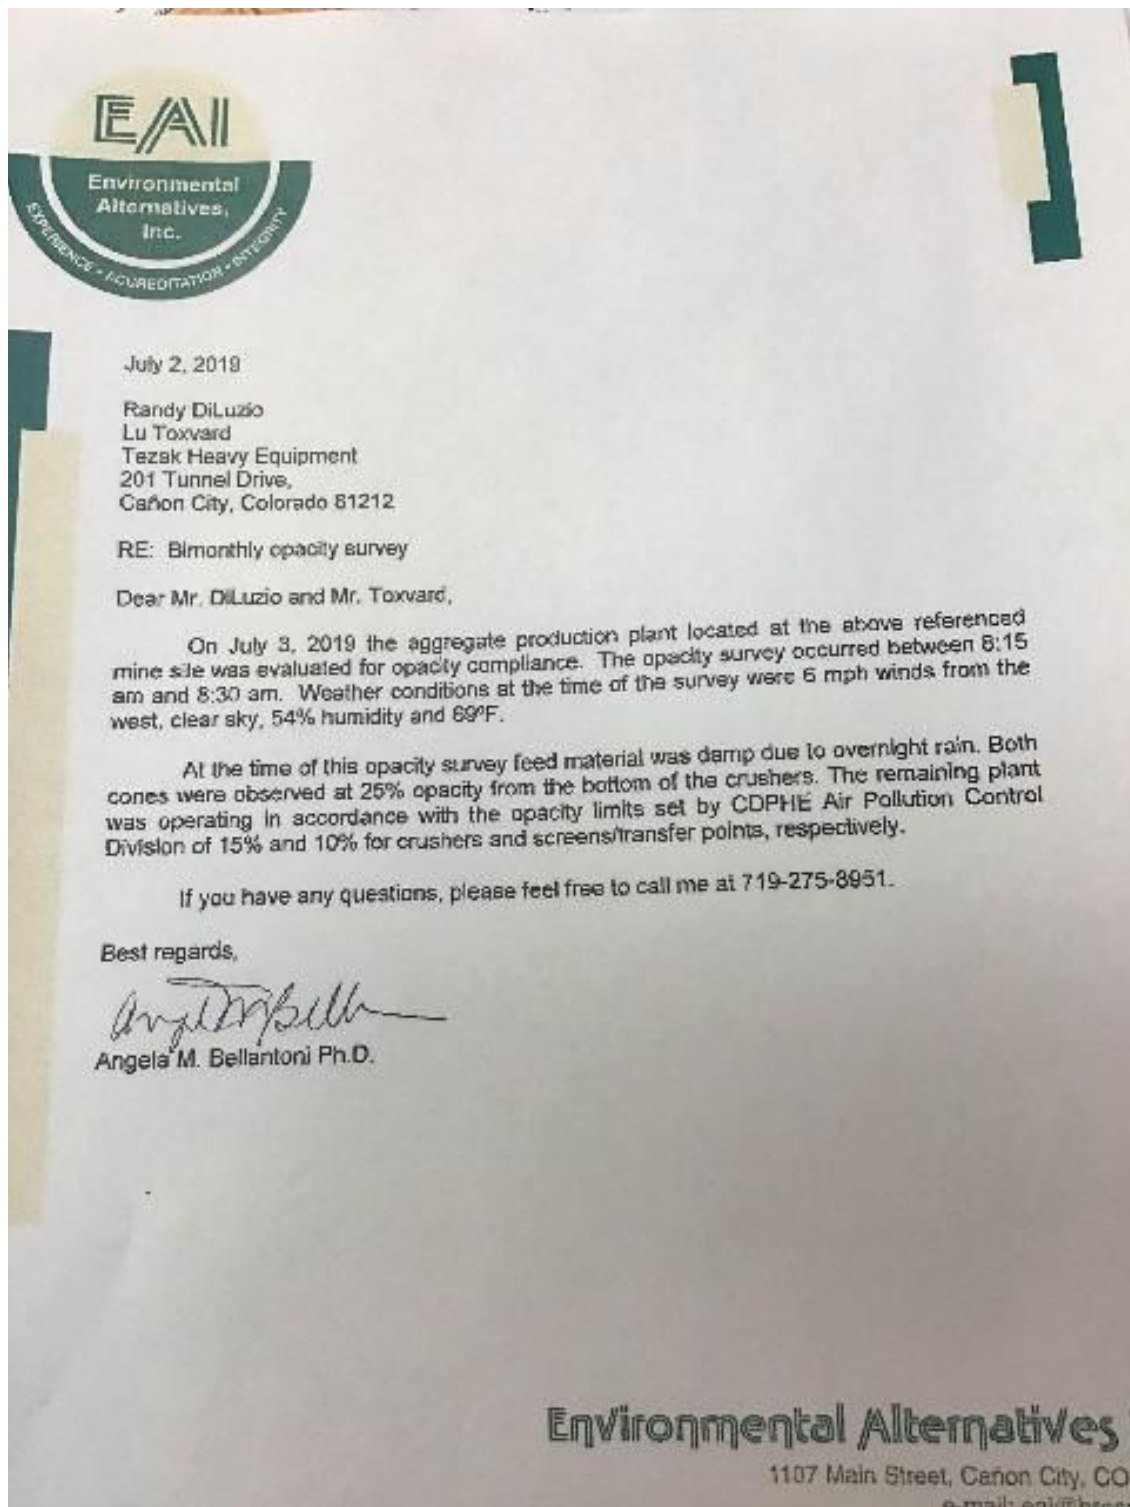 EAI
Environmental
Alternatives,
Inc.
EXPERIENCE • ACCREDITATION • INTEGRITY
July 2, 2019
Randy DiLuzio
Lu Toxvard
Tezak Heavy Equipment
201 Tunnel Drive,
Cañon City, Colorado 81212
RE: Bimonthly opacity survey
Dear Mr. DiLuzio and Mr. Toxvard,
On July 3, 2019 the aggregate production plant located at the above referenced
mine site was evaluated for opacity compliance. The opacity survey occurred between 8:15
am and 8:30 am. Weather conditions at the time of the survey were 6 mph winds from the
west, clear sky, 54% humidity and 69ºF.
At the time of this opacity survey feed material was damp due to overnight rain. Both
cones were observed at 25% opacity from the bottom of the crushers. The remaining plant
was operating in accordance with the opacity limits set by CDPHE Air Pollution Control
Division of 15% and 10% for crushers and screens/transfer points, respectively.
If you have any questions, please feel free to call me at 719-275-8951.
Best regards,
Angela M. Bellantoni Ph.D.
Environmental Alternatives
1107 Main Street, Cañon City, CO